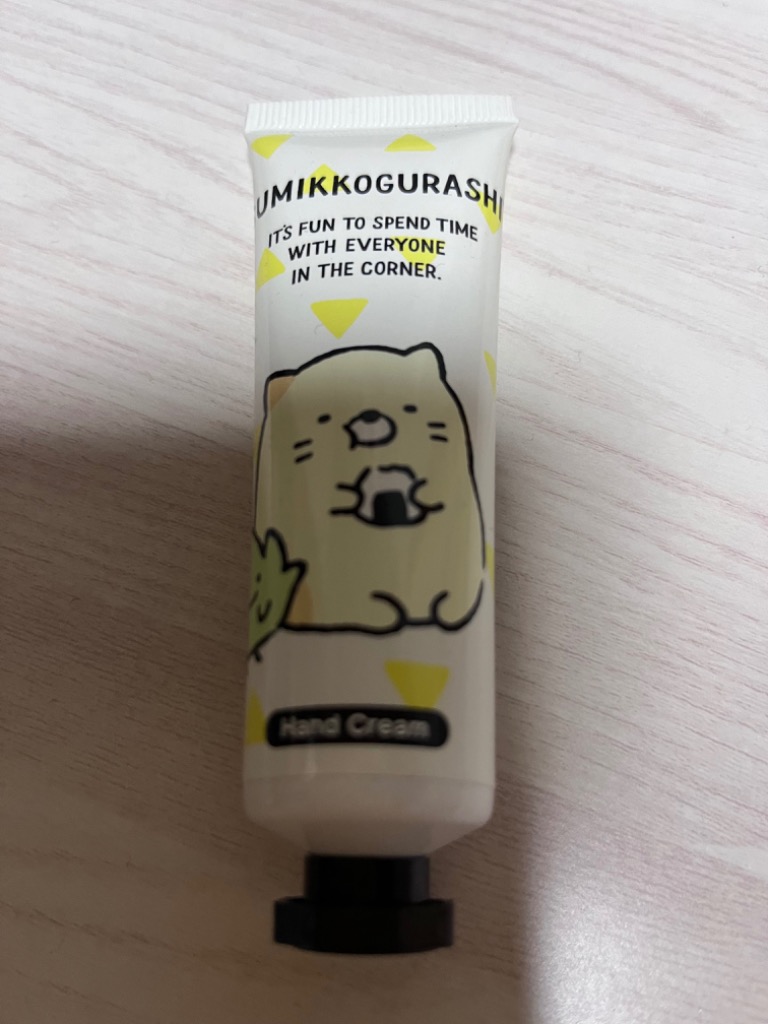 UMIKKOGURASHI
IT'S FUN TO SPEND TIME
WITH EVERYONE
IN THE CORNER.
Hand Cream